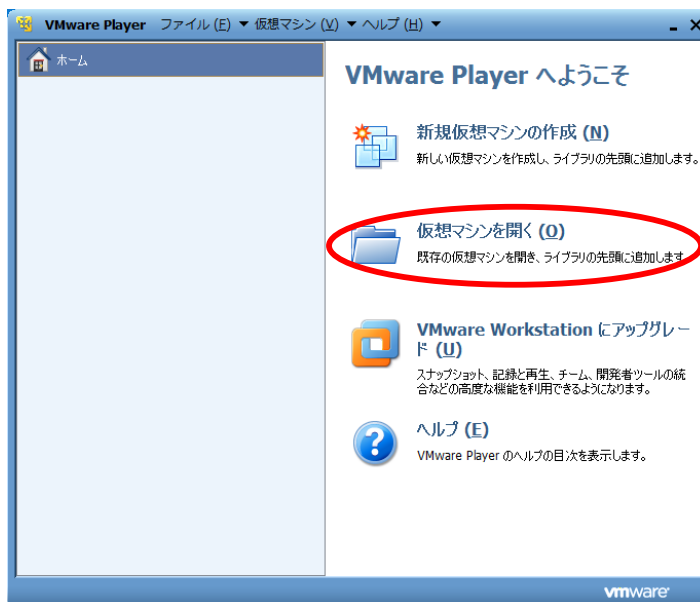 VMware Player ファイル (F) ▼ 仮想マシン (V) ▼ ヘルプ (H) ▼
ホーム
VMware Player へようこそ
新規仮想マシンの作成 (N)
新しい仮想マシンを作成し、ライブラリの先頭に追加します。
仮想マシンを開く (O)
既存の仮想マシンを開き、ライブラリの先頭に追加します
VMware Workstation にアップグレー
ド (U)
スナップショット、記録と再生、チーム、開発者ツールの統
合などの高度な機能を利用できるようになります。
ヘルプ (E)
VMware Player のヘルプの目次を表示します。
vmware